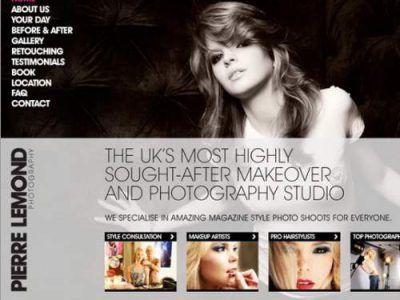 ABOUT US
YOUR DAY
BEFORE & AFTER
GALLERY
RETOUCHING
TESTIMONIALS
BOOK
LOCATION
FAQ
CONTACT
PIERRE LEMOND
PHOTOGRAPHY
THE UK'S MOST HIGHLY
SOUGHT-AFTER MAKEOVER
AND PHOTOGRAPHY STUDIO
WE SPECIALISE IN AMAZING MAGAZINE STYLE PHOTO SHOOTS FOR EVERYONE.
STYLE CONSULTATION
MAKEUP ARTISTS
PRO HAIRSTYLISTS
TOP PHOTOGRA